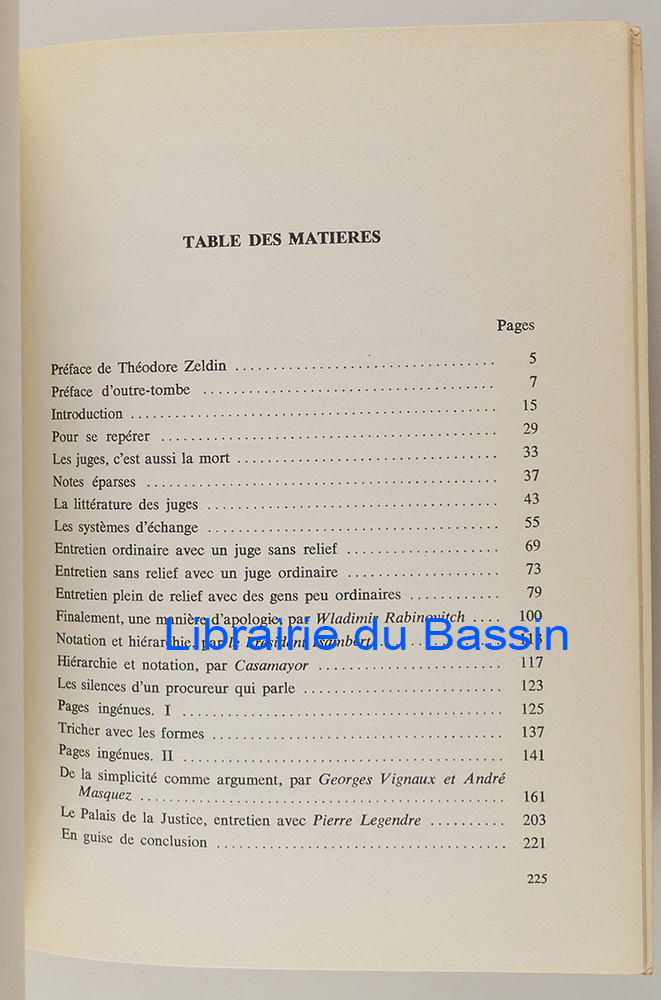 TABLE DES MATIERES
Pages
Préface de Théodore Zeldin .................................. 5
Préface d'outre-tombe ...................................... 7
Introduction ................................................ 15
Pour se repérer ............................................ 29
Les juges, c'est aussi la mort .................................. 33
Notes éparses .............................................. 37
La littérature des juges ...................................... 43
Les systèmes d'échange ...................................... 55
Entretien ordinaire avec un juge sans relief .................... 69
Entretien sans relief avec un juge ordinaire .................... 73
Entretien plein de relief avec des gens peu ordinaires ............ 79
Finalement, une manière d'apologie, par Wladimir Rabinovitch .... 100
Librairie du Bassin
Notation et hiérarchie, par le Président ................ 113
Hiérarchie et notation, par Casamayor ........................ 117
Les silences d'un procureur qui parle .......................... 123
Pages ingénues. I .......................................... 125
Tricher avec les formes ...................................... 137
Pages ingénues. II .......................................... 141
De la simplicité comme argument, par Georges Vignaux et André
Masquez ................................................ 161
Le Palais de la Justice, entretien avec Pierre Legendre .......... 203
En guise de conclusion ...................................... 221
225